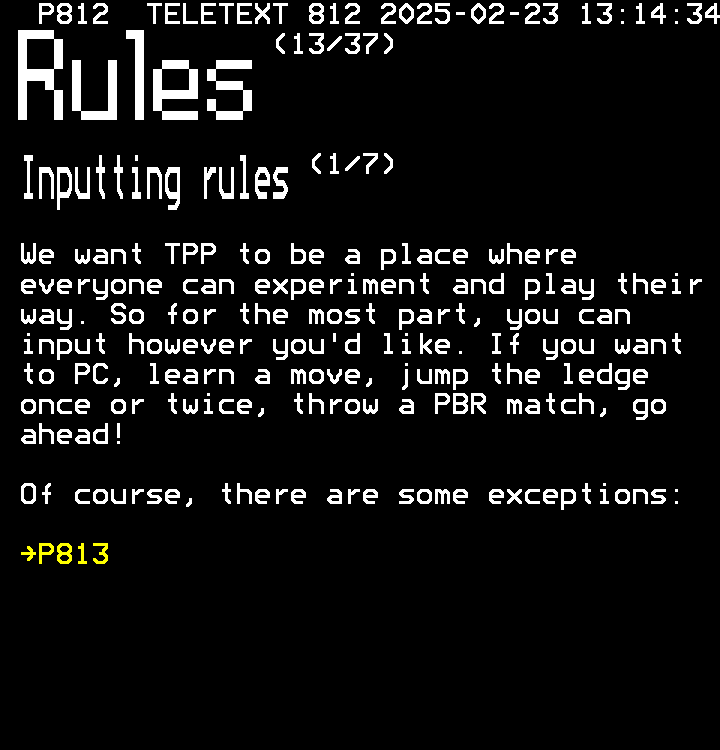 P812 TELETEXT 812 2025-02-23 13:14:34
Rules (13/37)
Inputting rules (1/7)
We want TPP to be a place where
everyone can experiment and play their
way. So for the most part, you can
input however you'd like. If you want
to PC, learn a move, jump the ledge
once or twice, throw a PBR match, go
ahead!
Of course, there are some exceptions:
→P813